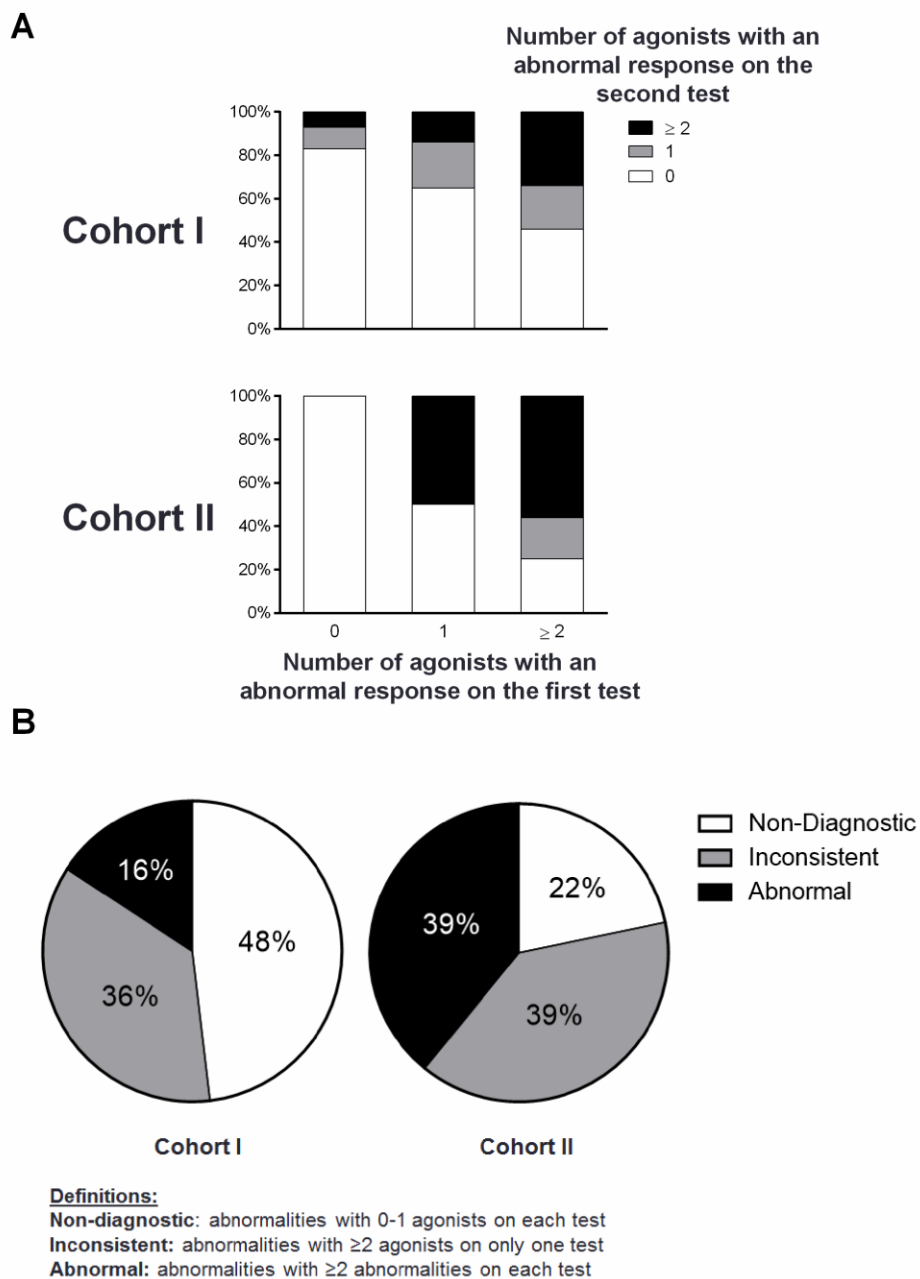 A
Number of agonists with an
abnormal response on the
second test
≥ 2
1
0
100%
80%
60%
40%
20%
0%
Cohort I
100%
80%
60%
40%
20%
0%
Cohort II
0 1 ≥ 2
Number of agonists with an
abnormal response on the first test
B
16%
48%
36%
Cohort I
22%
39%
39%
Cohort II
Non-Diagnostic
Inconsistent
Abnormal
Definitions:
Non-diagnostic: abnormalities with 0-1 agonists on each test
Inconsistent: abnormalities with ≥2 agonists on only one test
Abnormal: abnormalities with ≥2 abnormalities on each test